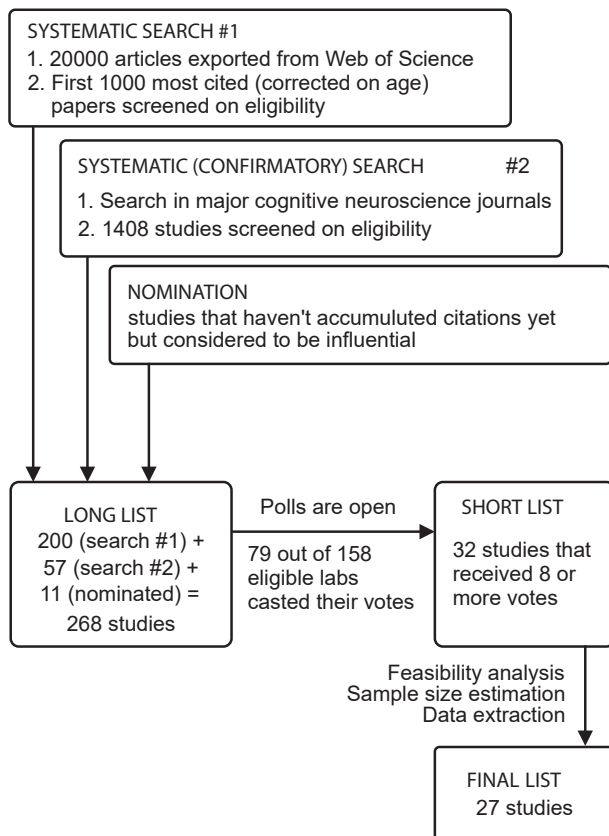 SYSTEMATIC SEARCH #1
1. 20000 articles exported from Web of Science
2. First 1000 most cited (corrected on age)
papers screened on eligibility
SYSTEMATIC (CONFIRMATORY) SEARCH #2
1. Search in major cognitive neuroscience journals
2. 1408 studies screened on eligibility
NOMINATION
studies that haven't accumuluted citations yet
but considered to be influential
LONG LIST
200 (search #1) +
57 (search #2) +
11 (nominated) =
268 studies
Polls are open
79 out of 158
eligible labs
casted their votes
SHORT LIST
32 studies that
received 8 or
more votes
Feasibility analysis
Sample size estimation
Data extraction
FINAL LIST
27 studies